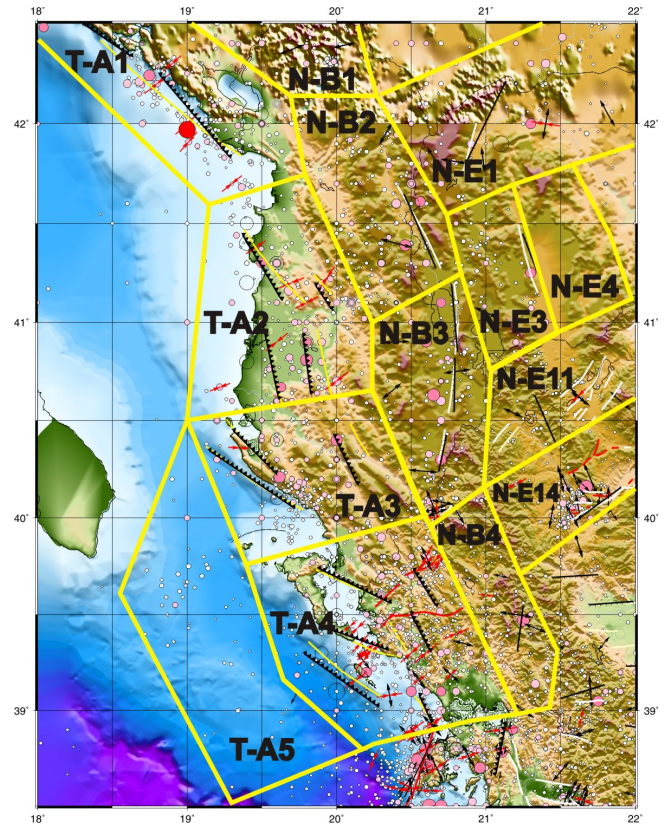 18˚ 19˚ 20˚ 21˚ 22˚
T-A1
N-B1
N-B2
42˚ 42˚
N-E1
N-E4
T-A2
N-B3
N-E3
41˚ 41˚
N-E11
N-E14
T-A3
40˚ 40˚
N-B4
T-A4
39˚ 39˚
T-A5
18˚ 19˚ 20˚ 21˚ 22˚